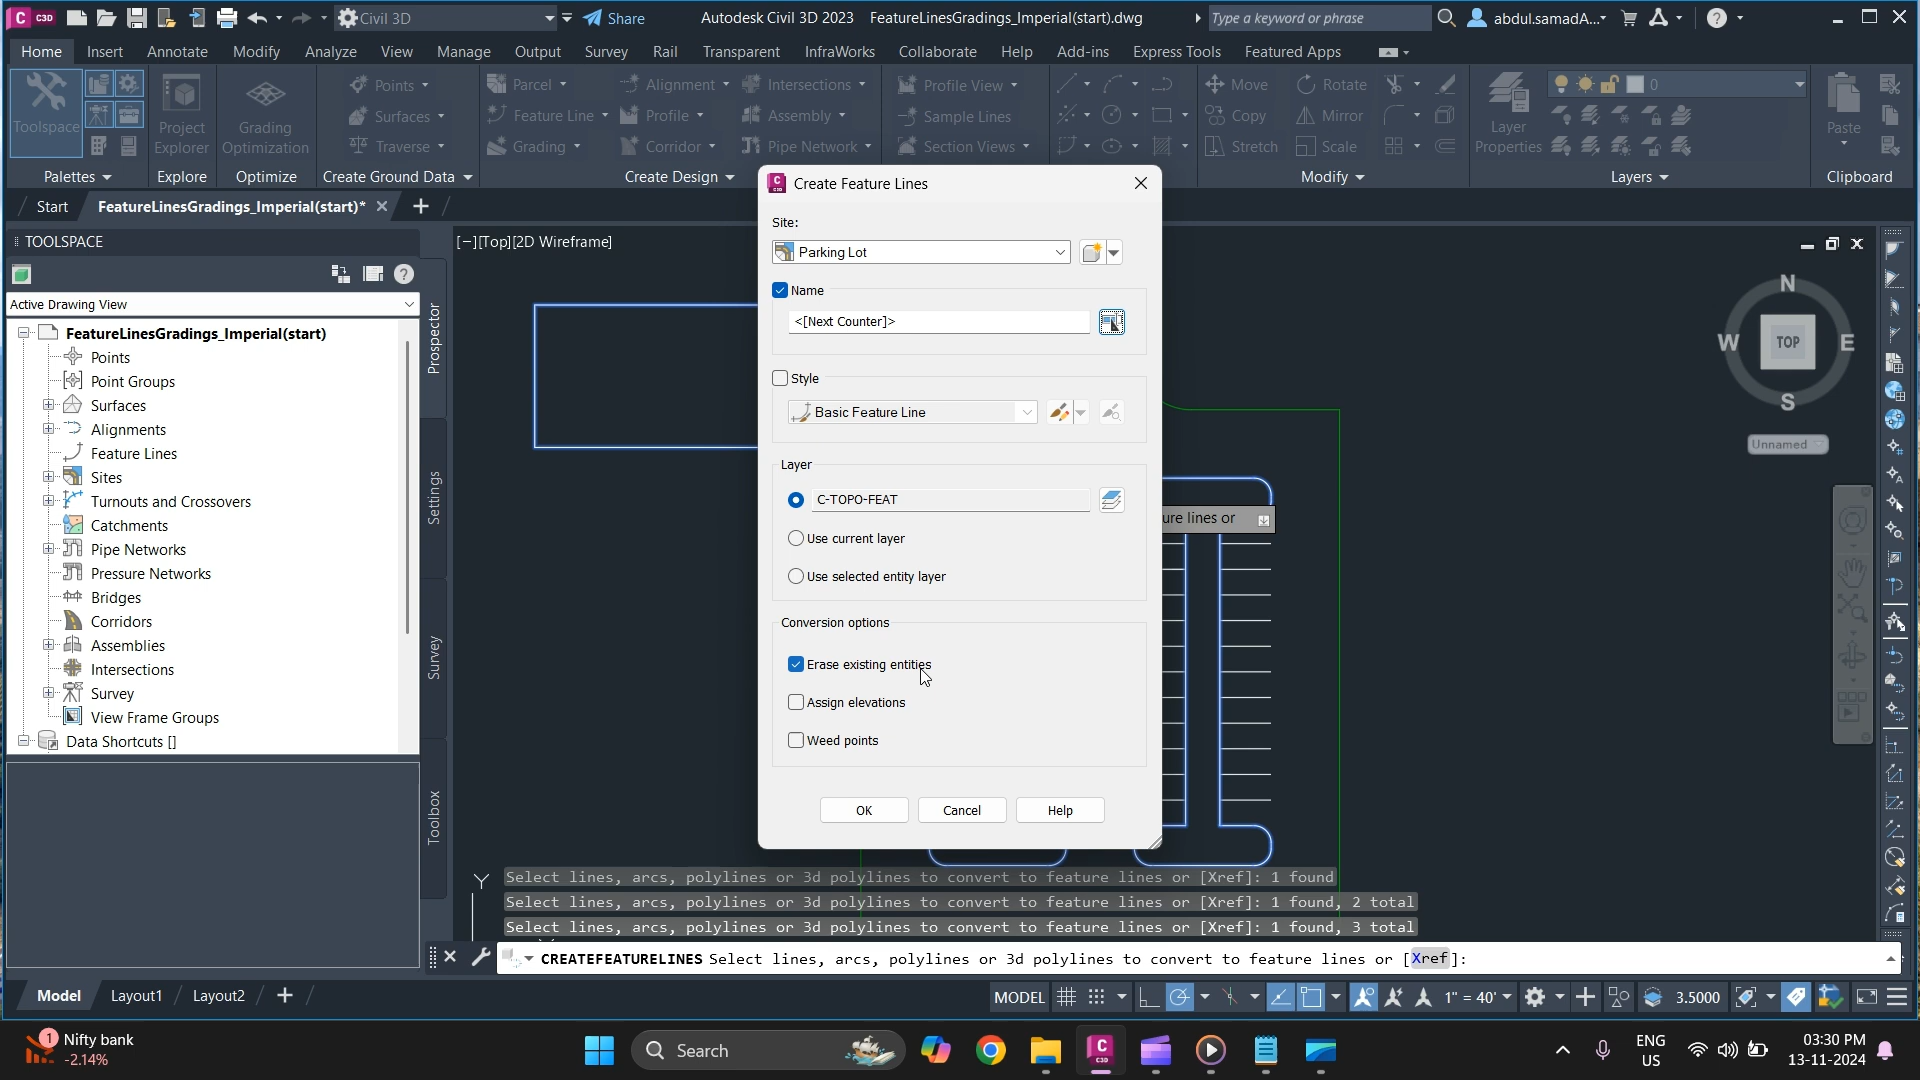 C3D
Civil 3D
Share
Autodesk Civil 3D 2023 FeatureLinesGradings_Imperial(start).dwg
Type a keyword or phrase
abdul.samadA...
Home Insert Annotate Modify Analyze View Manage Output Survey Rail Transparent InfraWorks Collaborate Help Add-ins Express Tools Featured Apps
Points
Parcel
Alignment
Intersections
Profile View
Move
Rotate
0
Toolspace
Project Explorer
Grading Optimization
Surfaces
Feature Line
Profile
Assembly
Sample Lines
Copy
Mirror
Layer Properties
Paste
Traverse
Grading
Corridor
Pipe Network
Section Views
Stretch
Scale
Palettes
Explore
Optimize
Create Ground Data
Create Design
Modify
Layers
Clipboard
Start
FeatureLinesGradings_Imperial(start)*
TOOLSPACE
Active Drawing View
FeatureLinesGradings_Imperial(start)
Points
Point Groups
Surfaces
Alignments
Feature Lines
Sites
Turnouts and Crossovers
Catchments
Pipe Networks
Pressure Networks
Bridges
Corridors
Assemblies
Intersections
Survey
View Frame Groups
Data Shortcuts []
Prospector
Settings
Survey
Toolbox
[−][Top][2D Wireframe]
Create Feature Lines
Site:
Parking Lot
Name
<[Next Counter]>
Style
Basic Feature Line
Layer
C-TOPO-FEAT
Use current layer
Use selected entity layer
Conversion options
Erase existing entities
Assign elevations
Weed points
OK
Cancel
Help
ure lines or
N
W
TOP
E
S
Unnamed
Y
Select lines, arcs, polylines or 3d polylines to convert to feature lines or [Xref]: 1 found
Select lines, arcs, polylines or 3d polylines to convert to feature lines or [Xref]: 1 found, 2 total
Select lines, arcs, polylines or 3d polylines to convert to feature lines or [Xref]: 1 found, 3 total
CREATEFEATURELINES Select lines, arcs, polylines or 3d polylines to convert to feature lines or [Xref]:
Model
Layout1
Layout2
MODEL
1" = 40'
3.5000
1
Nifty bank
-2.14%
Search
C3D
ENG
US
03:30 PM
13-11-2024